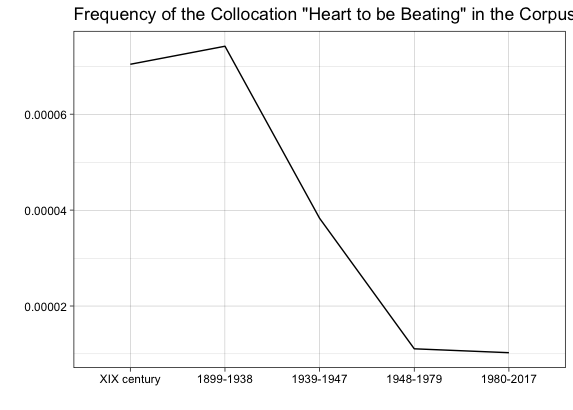 Frequency of the Collocation "Heart to be Beating" in the Corpus
0.00006
0.00004
0.00002
XIX century 1899-1938 1939-1947 1948-1979 1980-2017